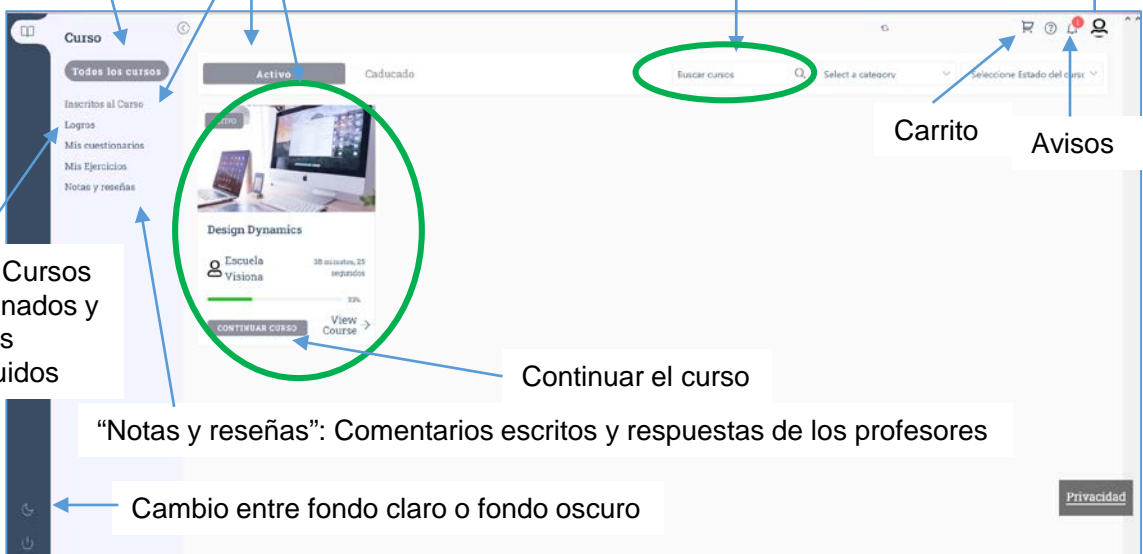 Curso
Todos los cursos
Activo
Caducado
Buscar cursos
Select a category
Seleccione Estado del curso
1
Inscritos al Curso
Logros
Mis cuestionarios
Mis Ejercicios
Notas y reseñas
Carrito
Avisos
ACTIVO
Design Dynamics
Escuela
Visiona
38 minutos, 25
segundos
33%
CONTINUAR CURSO
View
Course
Cursos
nados y
s
uidos
Continuar el curso
“Notas y reseñas”: Comentarios escritos y respuestas de los profesores
Cambio entre fondo claro o fondo oscuro
Privacidad